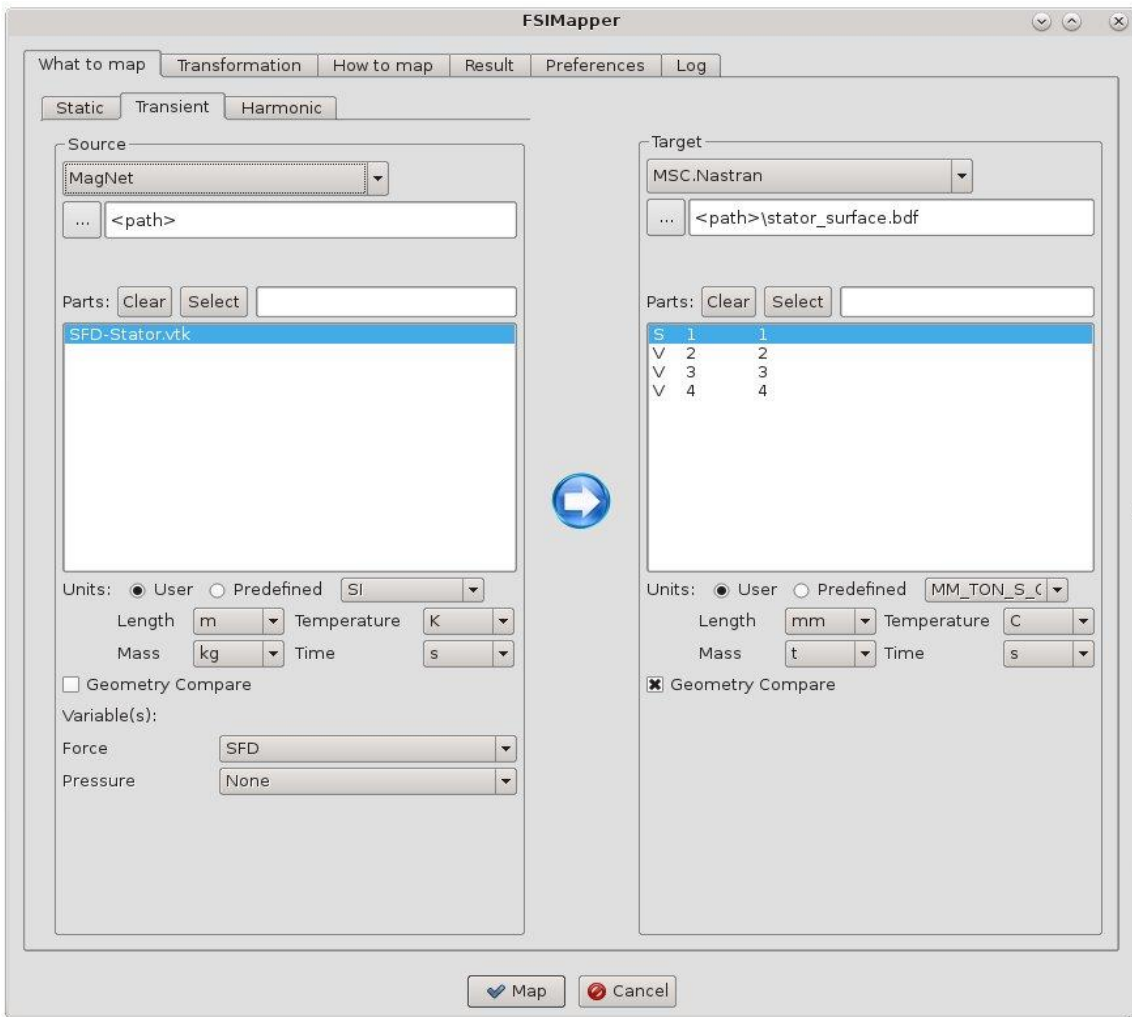 FSIMapper
What to map Transformation How to map Result Preferences Log
Static Transient Harmonic
Source
MagNet
... <path>
Parts: Clear Select
SFD-Stator.vtk
Units: User Predefined SI
Length m Temperature K
Mass kg Time s
Geometry Compare
Variable(s):
Force SFD
Pressure None
Target
MSC.Nastran
... <path>\stator_surface.bdf
Parts: Clear Select
S 1 1
V 2 2
V 3 3
V 4 4
Units: User Predefined MM_TON_S_C
Length mm Temperature C
Mass t Time s
Geometry Compare
Map Cancel